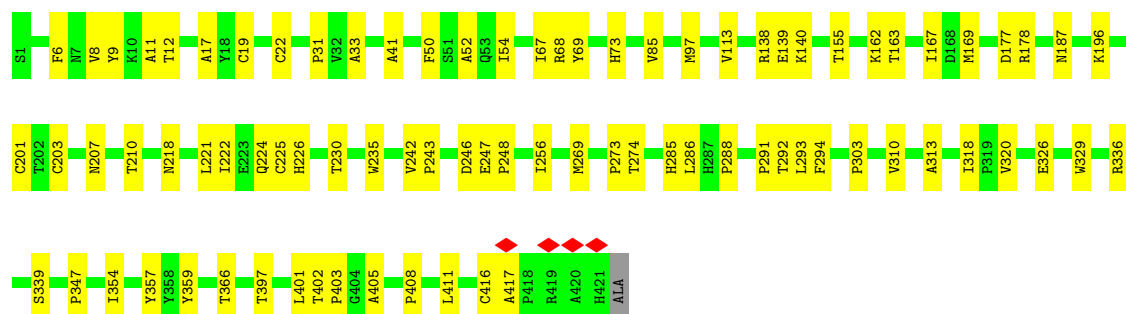 S1 F6 N7 V8 Y9 K10 A11 T12 A17 Y18 C19 C22 P31 V32 A33 A41 F50 S51 A52 Q53 I54 I67 R68 Y69 H73 V85 M97 V113 R138 E139 K140 T155 K162 T163 I167 D168 M169 D177 R178 N187 K196
C201 T202 C203 N207 T210 N218 L221 I222 E223 Q224 C225 H226 T230 W235 V242 P243 D246 E247 P248 I256 M269 P273 T274 H285 L286 H287 P288 P291 T292 L293 F294 P303 V310 A313 I318 P319 V320 E326 W329 R336
S339 P347 I354 Y357 Y358 Y359 T366 T397 L401 T402 P403 G404 A405 P408 L411 C416 A417 P418 R419 A420 H421 ALA